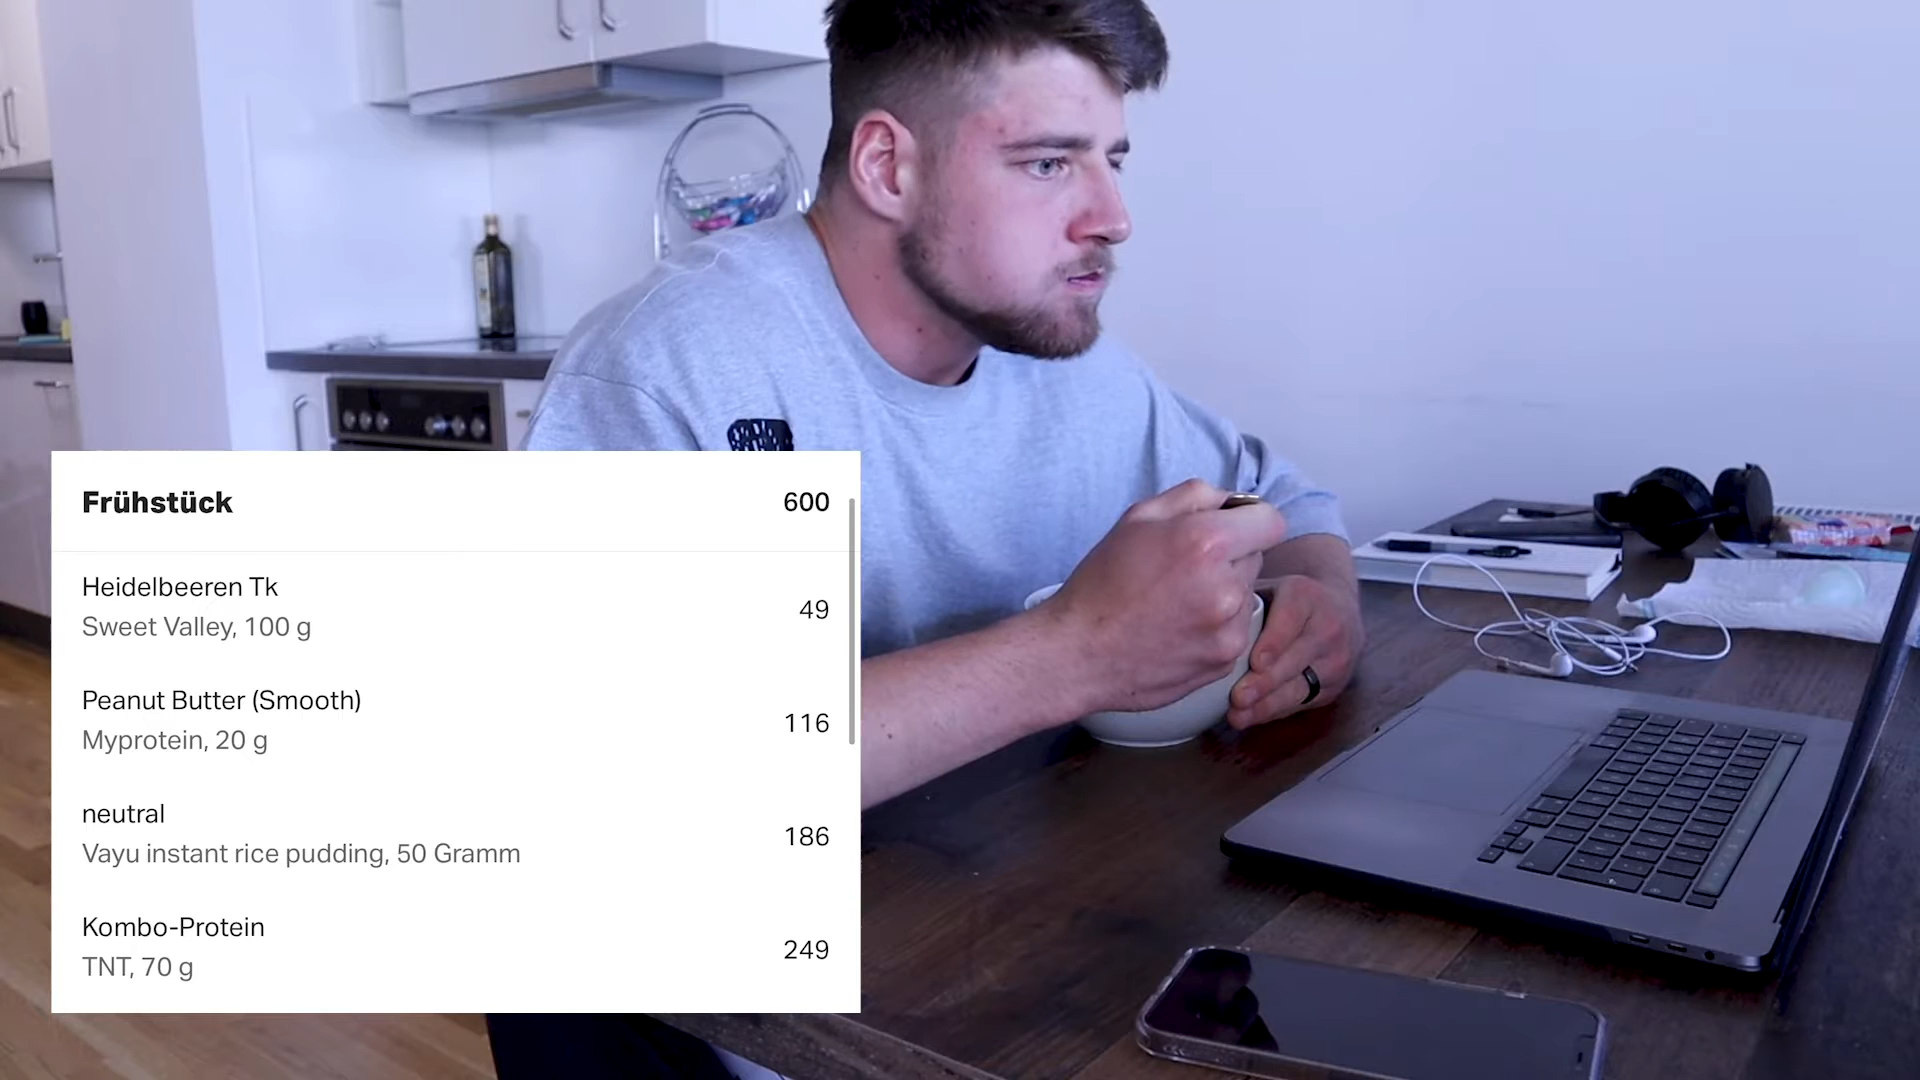 Frühstück 600
Heidelbeeren Tk
Sweet Valley, 100 g
49
Peanut Butter (Smooth)
Myprotein, 20 g
116
neutral
Vayu instant rice pudding, 50 Gramm
186
Kombo-Protein
TNT, 70 g
249